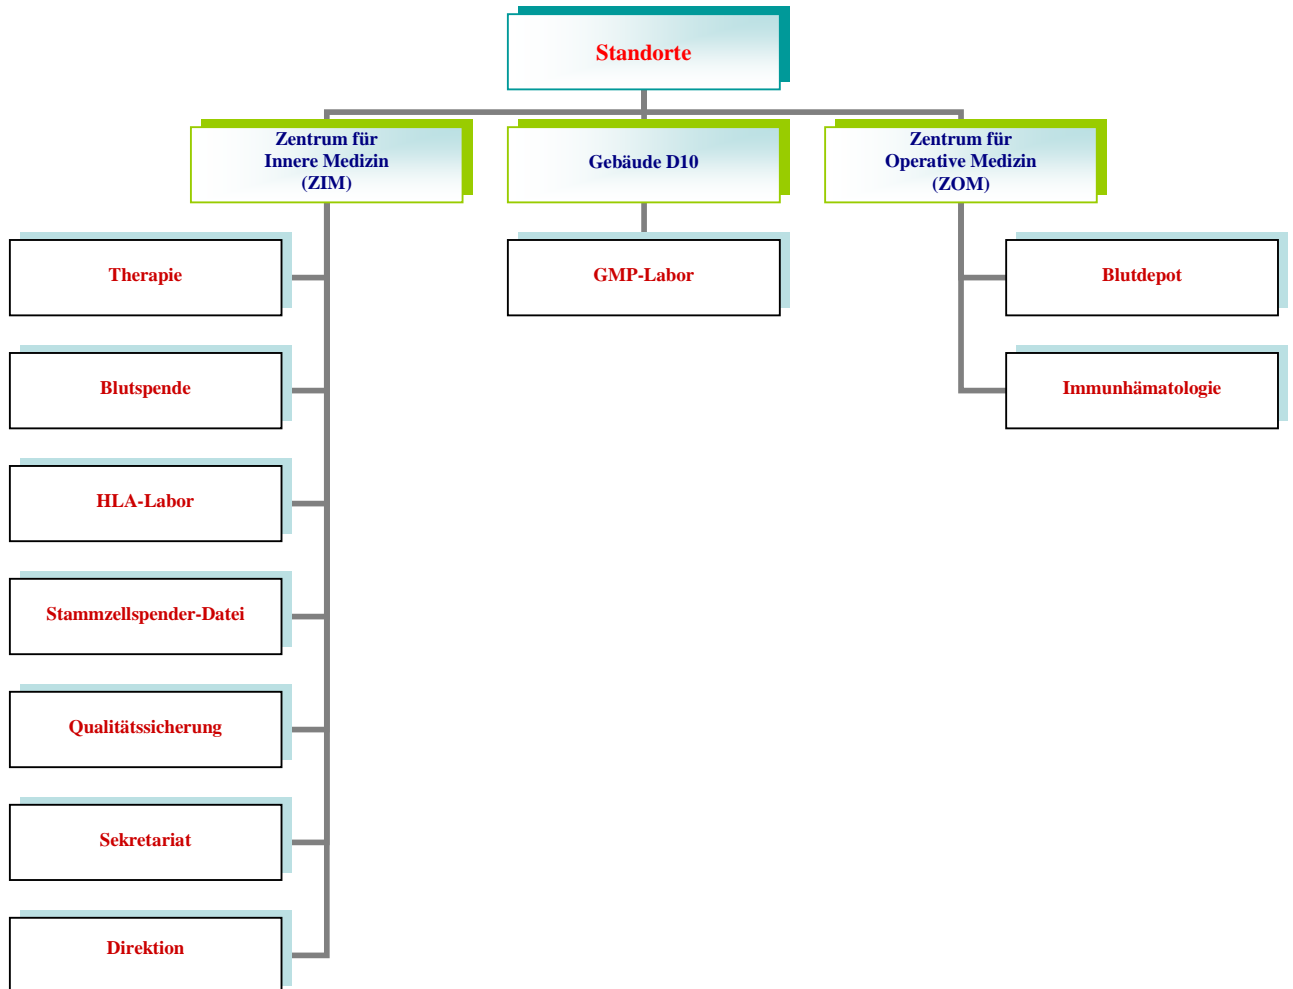 Standorte
Zentrum für
Innere Medizin
(ZIM)
Gebäude D10
Zentrum für
Operative Medizin
(ZOM)
Therapie
GMP-Labor
Blutdepot
Blutspende
Immunhämatologie
HLA-Labor
Stammzellspender-Datei
Qualitätssicherung
Sekretariat
Direktion